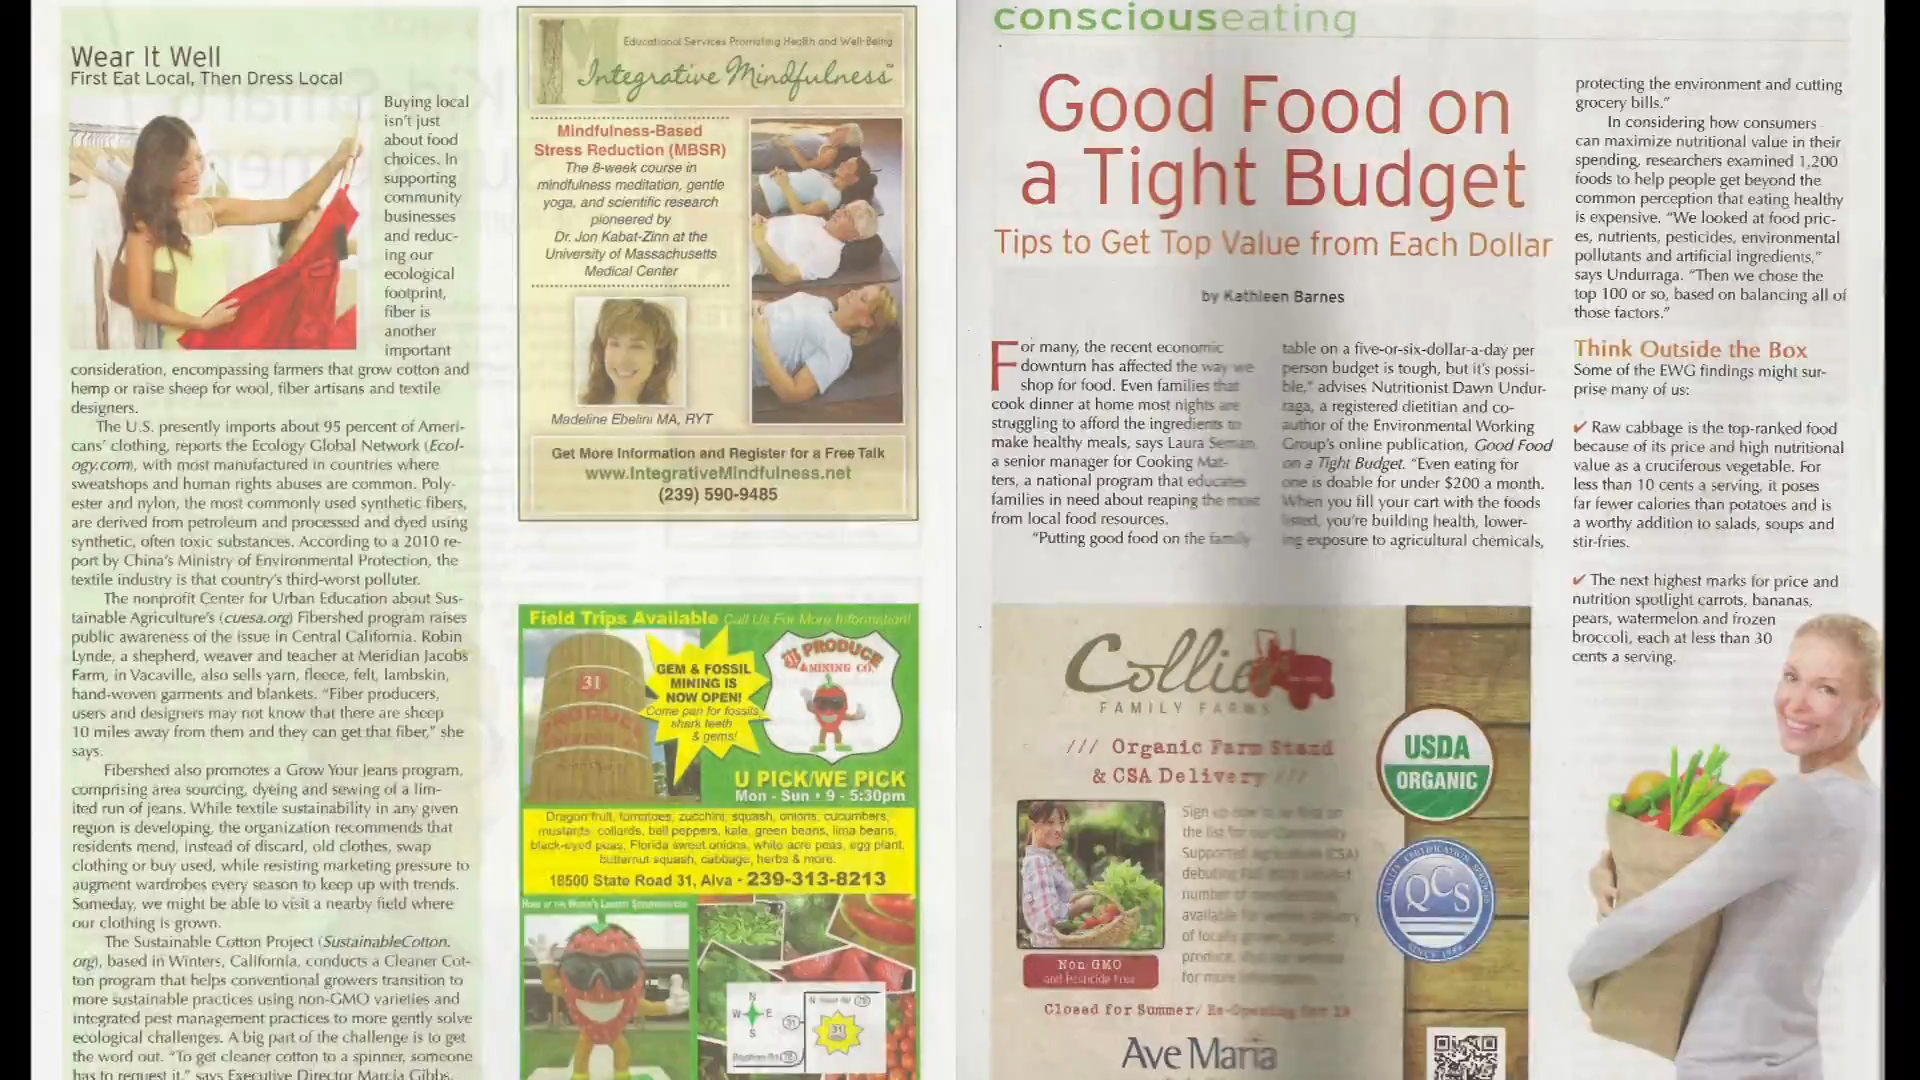 Wear It Well
First Eat Local, Then Dress Local
Buying local
isn't just
about food
choices. In
supporting
community
businesses
and reduc-
ing our
ecological
footprint,
fiber is
another
important
consideration, encompassing farmers that grow cotton and
hemp or raise sheep for wool, fiber artisans and textile
designers.
The U.S. presently imports about 95 percent of Ameri-
cans' clothing, reports the Ecology Global Network (Ecol-
ogy.com), with most manufactured in countries where
sweatshops and human rights abuses are common. Poly-
ester and nylon, the most commonly used synthetic fibers,
are derived from petroleum and processed and dyed using
synthetic, often toxic substances. According to a 2010 re-
port by China's Ministry of Environmental Protection, the
textile industry is that country's third-worst polluter.
The nonprofit Center for Urban Education about Sus-
tainable Agriculture's (cuesa.org) Fibershed program raises
public awareness of the issue in Central California. Robin
Lynde, a shepherd, weaver and teacher at Meridian Jacobs
Farm, in Vacaville, also sells yarn, fleece, felt, lambskin,
hand-woven garments and blankets. "Fiber producers,
users and designers may not know that there are sheep
10 miles away from them and they can get that fiber," she
says.
Fibershed also promotes a Grow Your Jeans program,
comprising area sourcing, dyeing and sewing of a lim-
ited run of jeans. While textile sustainability in any given
region is developing, the organization recommends that
residents mend, instead of discard, old clothes, swap
clothing or buy used, while resisting marketing pressure to
augment wardrobes every season to keep up with trends.
Someday, we might be able to visit a nearby field where
our clothing is grown.
The Sustainable Cotton Project (SustainableCotton.
org), based in Winters, California, conducts a Cleaner Cot-
ton program that helps conventional growers transition to
more sustainable practices using non-GMO varieties and
integrated pest management practices to more gently solve
ecological challenges. A big part of the challenge is to get
the word out. "To get cleaner cotton to a spinner, someone
has to request it," says Executive Director Marcia Gibbs.
Educational Services Promoting Health and Well-Being
Integrative Mindfulness
Mindfulness-Based
Stress Reduction (MBSR)
The 8-week course in
mindfulness meditation, gentle
yoga, and scientific research
pioneered by
Dr. Jon Kabat-Zinn at the
University of Massachusetts
Medical Center
Madeline Ebelini MA, RYT
Get More Information and Register for a Free Talk
www.IntegrativeMindfulness.net
(239) 590-9485
Field Trips Available Call Us For More Information!
GEM & FOSSIL
MINING IS
NOW OPEN!
Come pan for fossils,
shark teeth
& gems!
31
PRODUCE
& MINING CO.
U PICK/WE PICK
Mon - Sun • 9 - 5:30pm
Dragon fruit, tomatoes, zucchini, squash, onions, cucumbers,
mustards, collards, bell peppers, kale, green beans, lima beans,
black-eyed peas, Florida sweet onions, white acre peas, egg plant,
butternut squash, cabbage, herbs & more.
18500 State Road 31, Alva • 239-313-8213
N
W E
S
31
31
consciouseating
Good Food on
a Tight Budget
Tips to Get Top Value from Each Dollar
by Kathleen Barnes
For many, the recent economic
downturn has affected the way we
shop for food. Even families that
cook dinner at home most nights are
struggling to afford the ingredients to
make healthy meals, says Laura Seman,
a senior manager for Cooking Mat-
ters, a national program that educates
families in need about reaping the most
from local food resources.
"Putting good food on the family
table on a five-or-six-dollar-a-day per
person budget is tough, but it's possi-
ble," advises Nutritionist Dawn Undur-
raga, a registered dietitian and co-
author of the Environmental Working
Group's online publication, Good Food
on a Tight Budget. "Even eating for
one is doable for under $200 a month.
When you fill your cart with the foods
listed, you're building health, lower-
ing exposure to agricultural chemicals,
protecting the environment and cutting
grocery bills."
In considering how consumers
can maximize nutritional value in their
spending, researchers examined 1,200
foods to help people get beyond the
common perception that eating healthy
is expensive. "We looked at food pric-
es, nutrients, pesticides, environmental
pollutants and artificial ingredients,"
says Undurraga. "Then we chose the
top 100 or so, based on balancing all of
those factors."
Think Outside the Box
Some of the EWG findings might sur-
prise many of us:
✔ Raw cabbage is the top-ranked food
because of its price and high nutritional
value as a cruciferous vegetable. For
less than 10 cents a serving, it poses
far fewer calories than potatoes and is
a worthy addition to salads, soups and
stir-fries.
✔ The next highest marks for price and
nutrition spotlight carrots, bananas,
pears, watermelon and frozen
broccoli, each at less than 30
cents a serving.
Collier
FAMILY FARMS
/// Organic Farm Stand
& CSA Delivery ///
USDA
ORGANIC
QCS
Sign up now to be first on
the list for our Community
Supported Agriculture (CSA)
Non GMO
and Pesticide Free
for more information.
Closed for Summer/ Re-Opening
Ave Maria